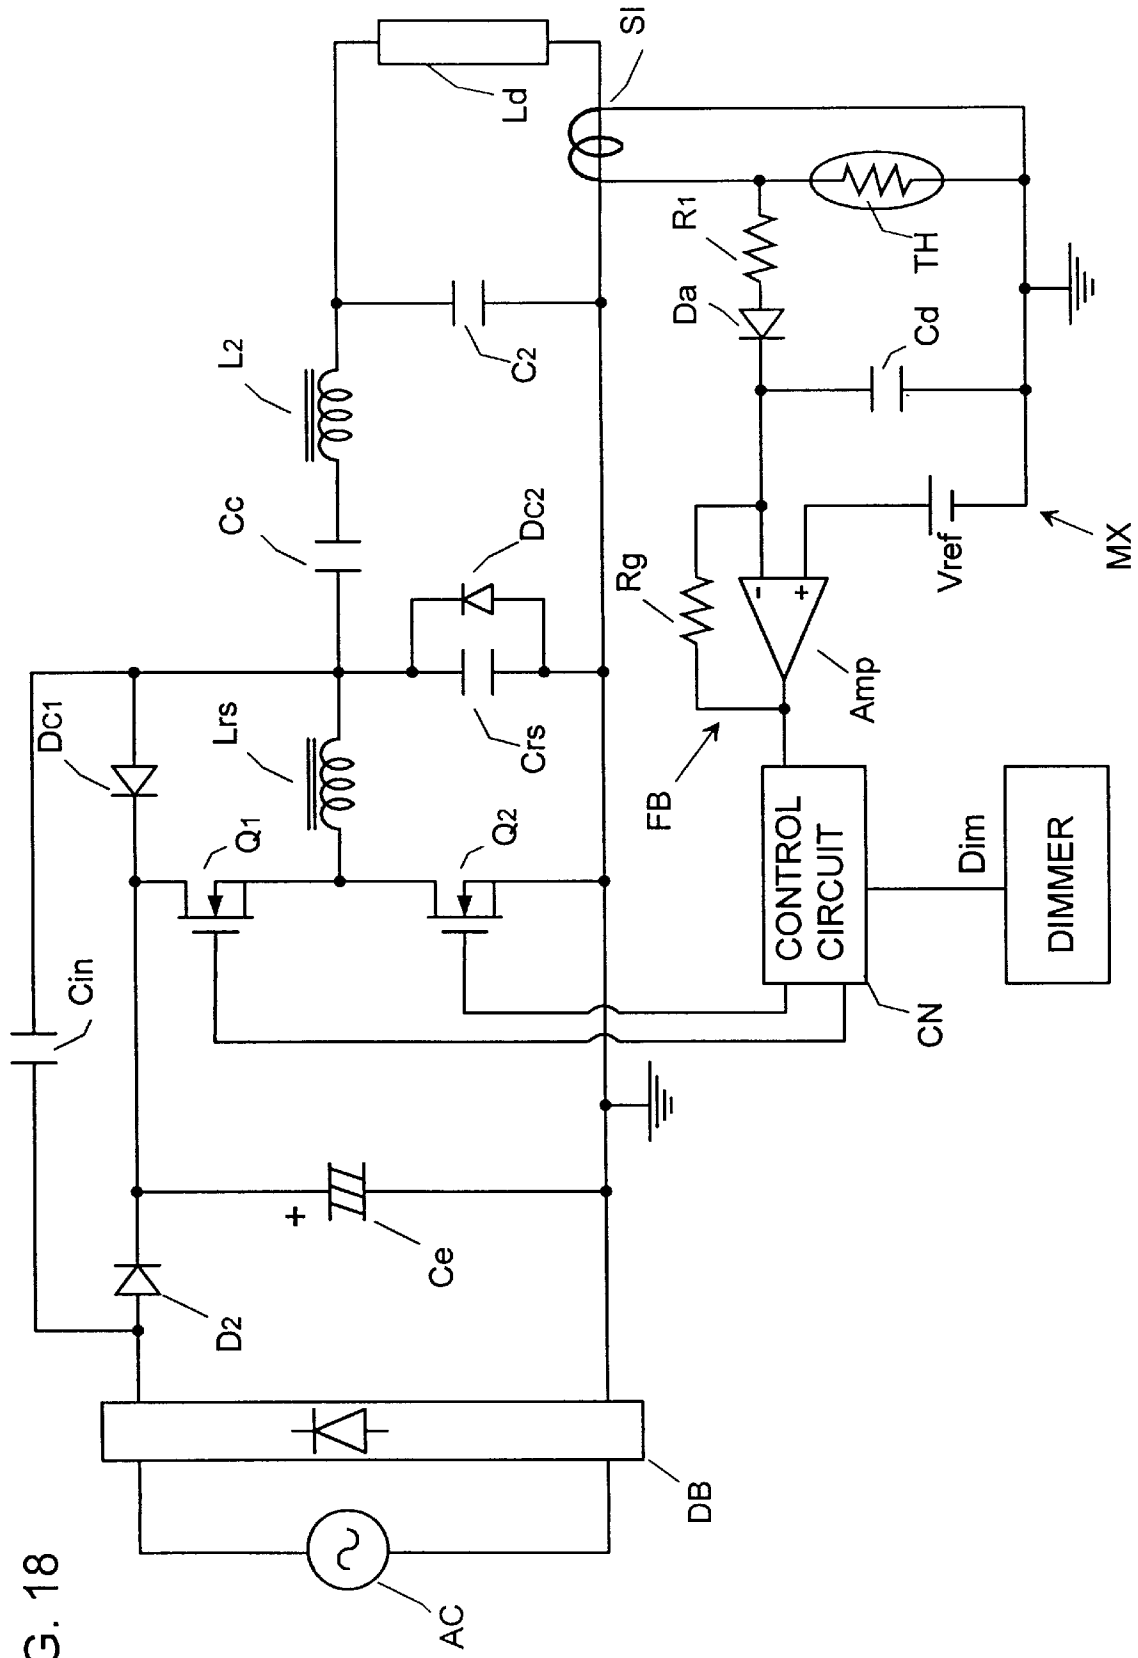 G. 18
AC
DB
D2
Cin
Ce
+
DC1
Q1
Q2
Lrs
Crs
DC2
Cc
L2
C2
Ld
SI
R1
Da
TH
Cd
Rg
-
+
Vref
MX
Amp
FB
CONTROL
CIRCUIT
CN
Dim
DIMMER